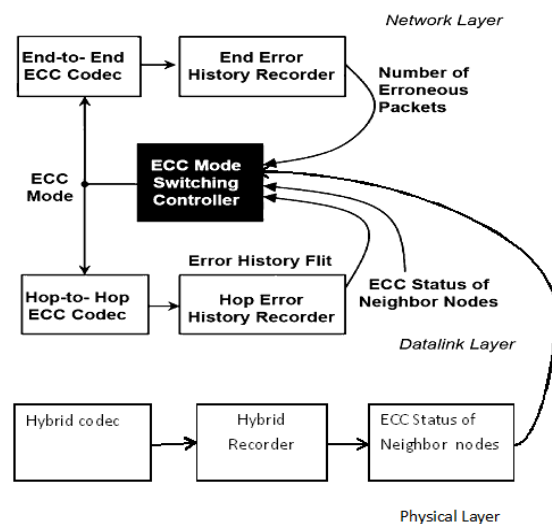 Network Layer
End-to- End
ECC Codec
End Error
History Recorder
Number of
Erroneous
Packets
ECC
Mode
ECC Mode
Switching
Controller
Error History Flit
ECC Status of
Neighbor Nodes
Hop-to- Hop
ECC Codec
Hop Error
History Recorder
Datalink Layer
Hybrid codec
Hybrid
Recorder
ECC Status of
Neighbor nodes
Physical Layer